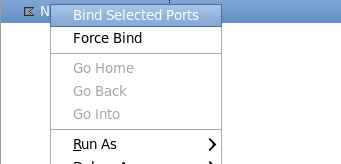 N
Bind Selected Ports
Force Bind
Go Home
Go Back
Go Into
Run As